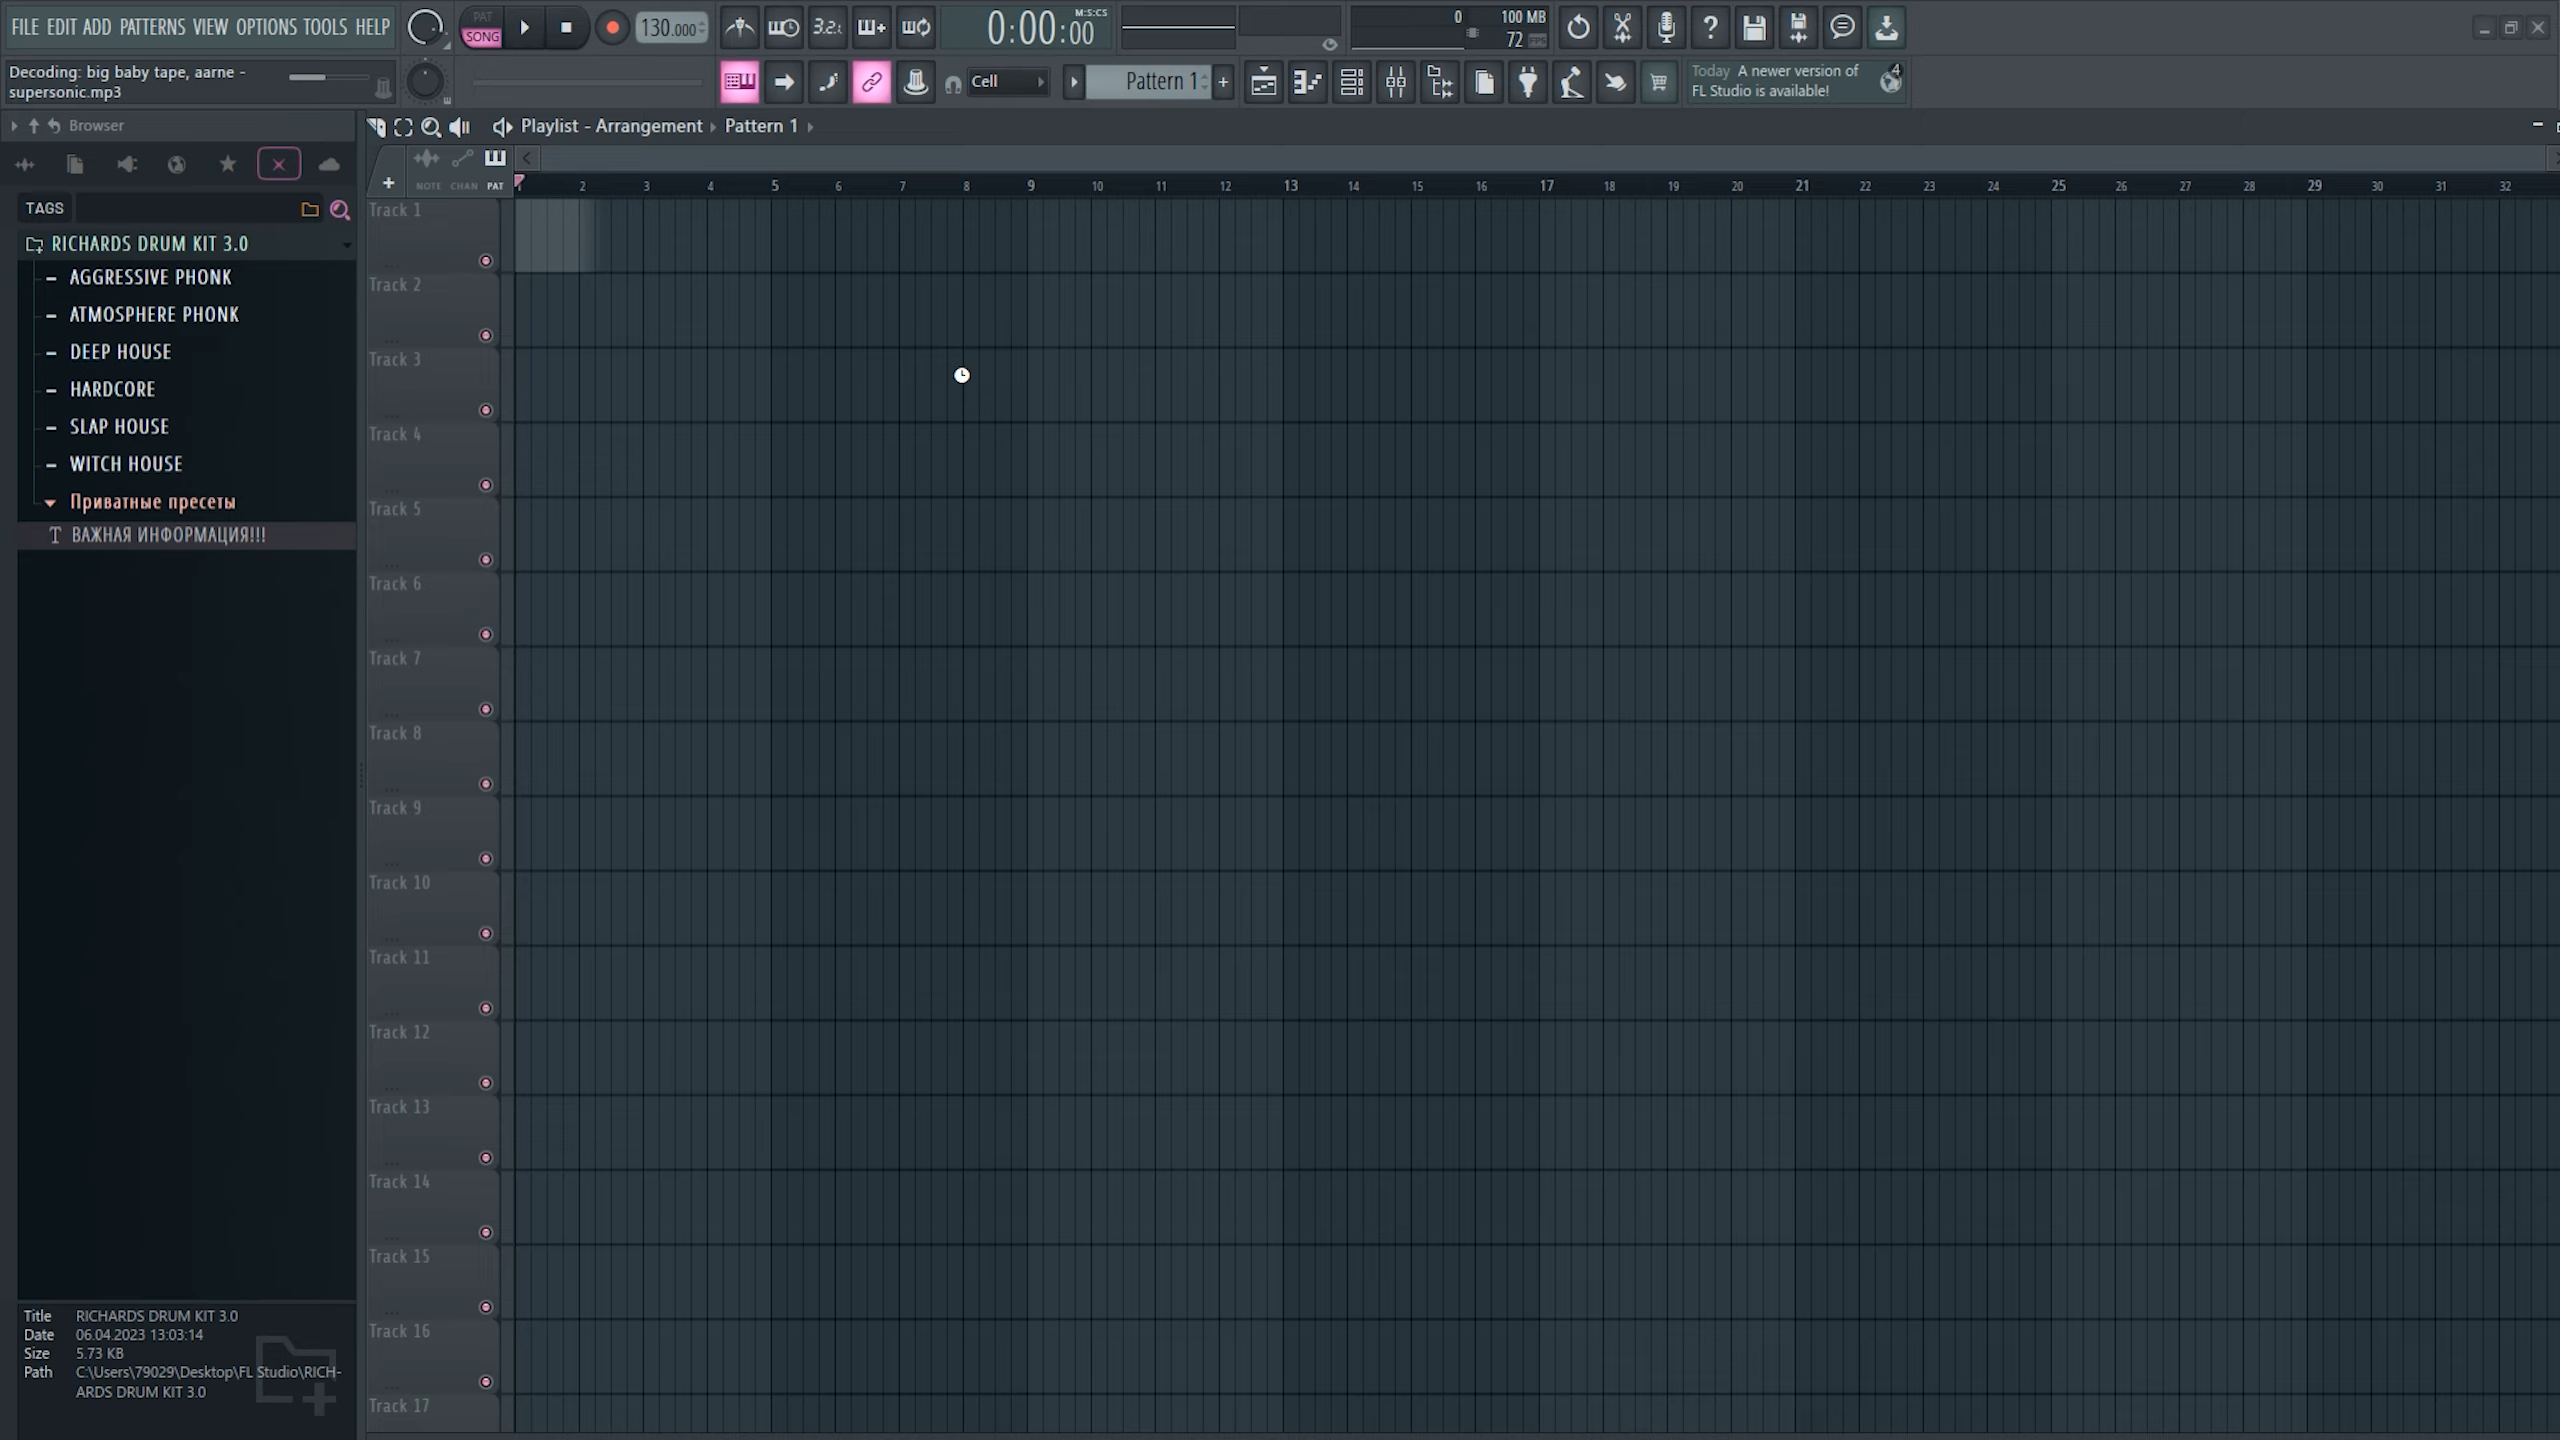 FILE EDIT ADD PATTERNS VIEW OPTIONS TOOLS HELP
PAT
SONG
130.000
3.2.
M:S:CS
0:00:00
0
100 MB
72
Decoding: big baby tape, aarne -
supersonic.mp3
Cell
Pattern 1
+
Today A newer version of
FL Studio is available!
4
Browser
Playlist - Arrangement
Pattern 1
NOTE CHAN PAT
1 2 3 4 5 6 7 8 9 10 11 12 13 14 15 16 17 18 19 20 21 22 23 24 25 26 27 28 29 30 31 32
TAGS
RICHARDS DRUM KIT 3.0
AGGRESSIVE PHONK
ATMOSPHERE PHONK
DEEP HOUSE
HARDCORE
SLAP HOUSE
WITCH HOUSE
Приватные пресеты
ВАЖНАЯ ИНФОРМАЦИЯ!!!
Track 1
Track 2
Track 3
Track 4
Track 5
Track 6
Track 7
Track 8
Track 9
Track 10
Track 11
Track 12
Track 13
Track 14
Track 15
Track 16
Track 17
Title RICHARDS DRUM KIT 3.0
Date 06.04.2023 13:03:14
Size 5.73 KB
Path C:\Users\79029\Desktop\FL Studio\RICH-
ARDS DRUM KIT 3.0